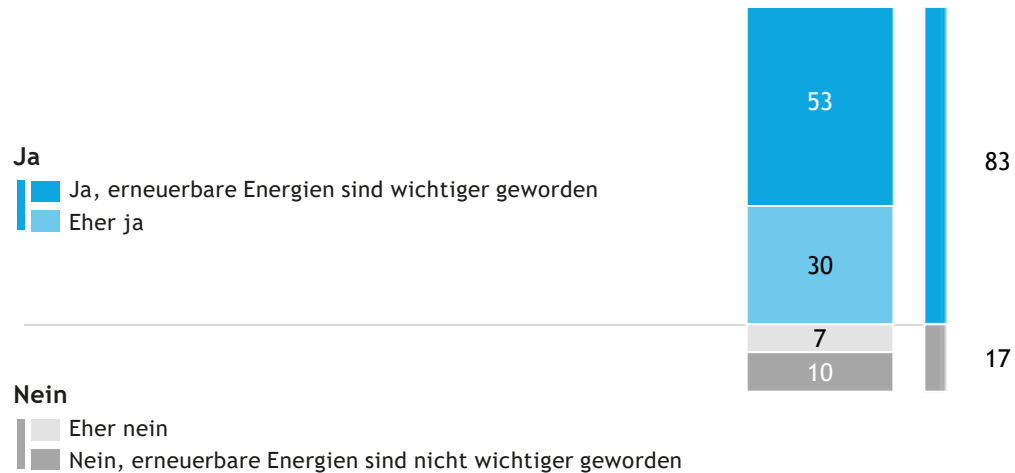 53
Ja
83
Ja, erneuerbare Energien sind wichtiger geworden
Eher ja
30
7
17
10
Nein
Eher nein
Nein, erneuerbare Energien sind nicht wichtiger geworden